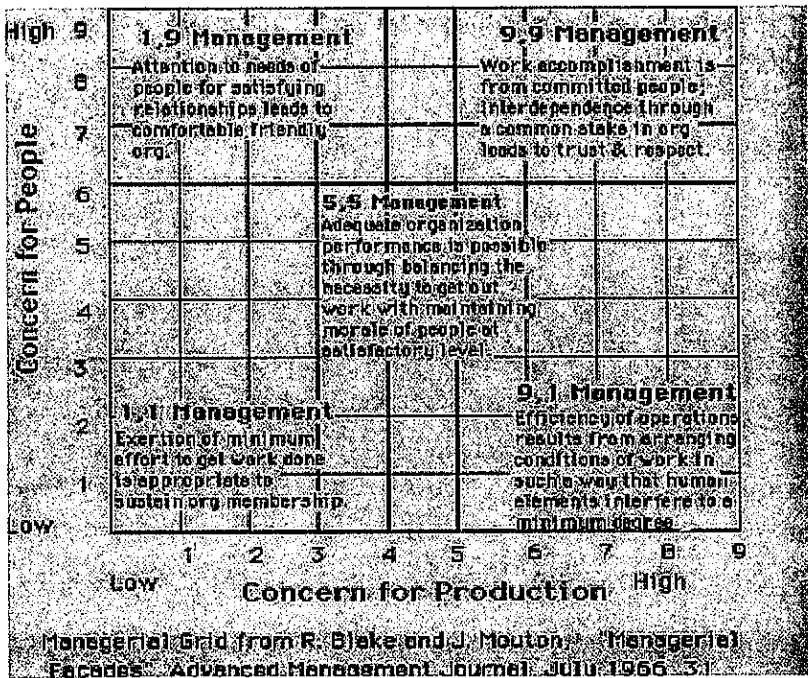 High 9
8
7
6
5
4
3
2
1
Low
Concern for People
1,9 Management
Attention to needs of
people for satisfying
relationships leads to
comfortable friendly
org.
9,9 Management
Work accomplishment is
from committed people;
interdependence through
a common stake in org
leads to trust & respect.
5,5 Management
Adequate organization
performance is possible
through balancing the
necessity to get out
work with maintaining
morale of people at
satisfactory level.
1,1 Management
Exertion of minimum
effort to get work done
is appropriate to
sustain org membership.
9,1 Management
Efficiency of operations
results from arranging
conditions of work in
such a way that human
elements interfere to a
minimum degree.
1 2 3 4 5 6 7 8 9
Low High
Concern for Production
Managerial Grid from R. Blake and J. Mouton, "Managerial
Facades", Advanced Management Journal, July 1966, 31